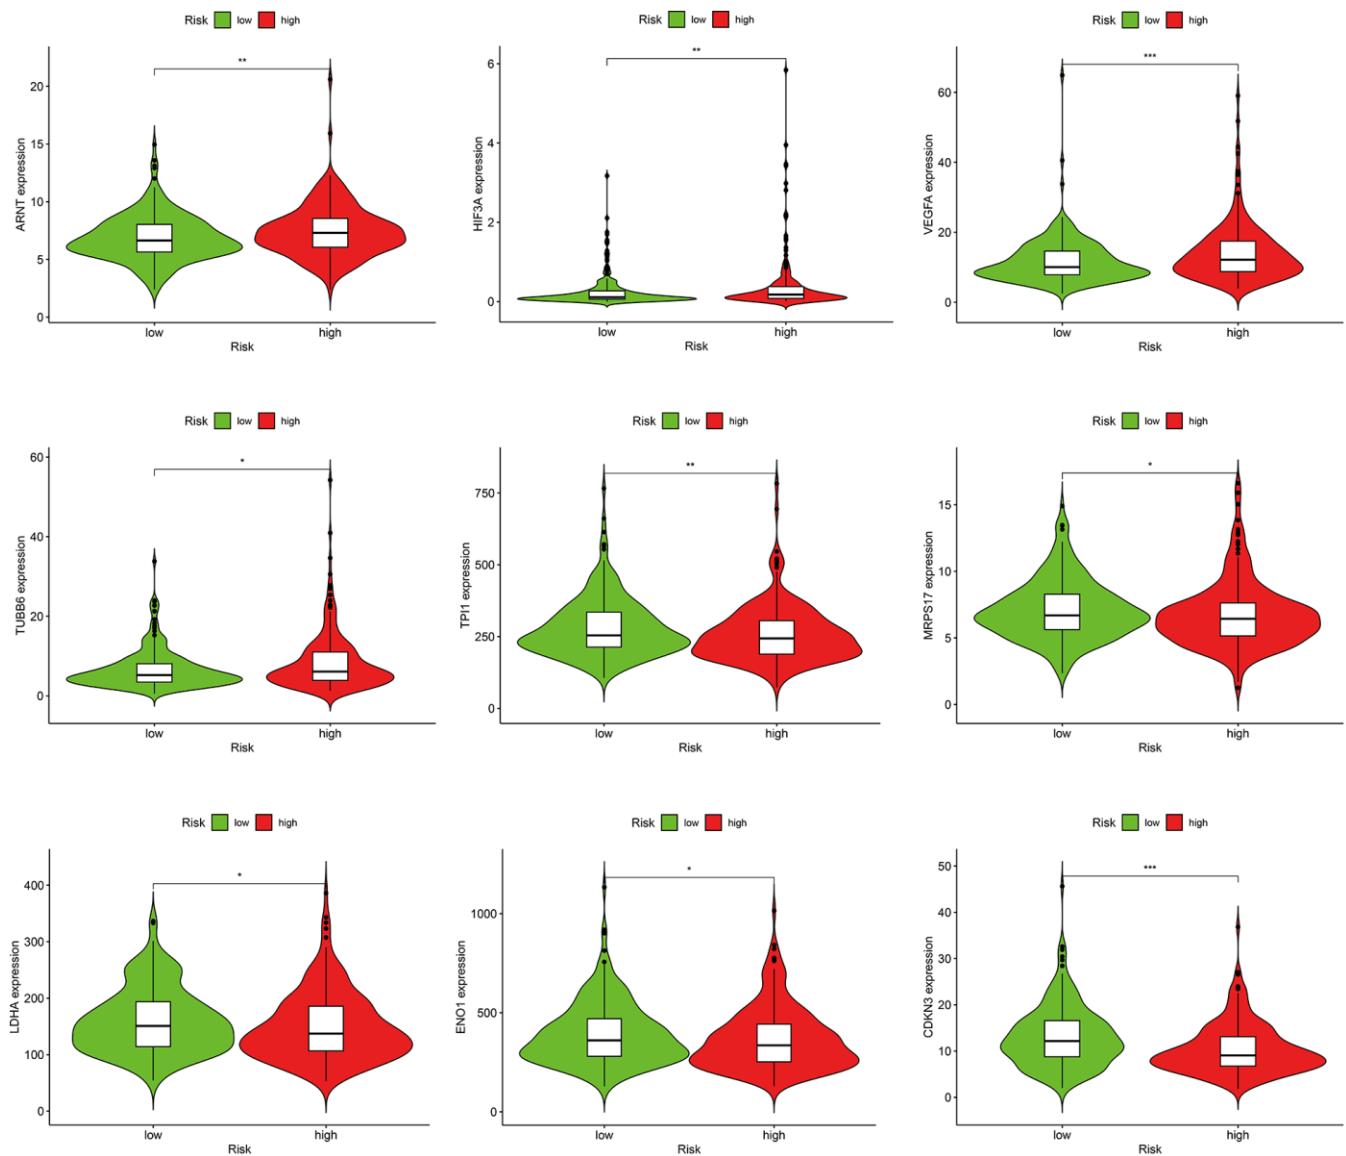 Risk low high
**
ARNT expression
20
15
10
5
0
low high
Risk
Risk low high
**
HIF3A expression
6
4
2
0
low high
Risk
Risk low high
***
VEGFA expression
60
40
20
0
low high
Risk
Risk low high
*
TUBB6 expression
60
40
20
0
low high
Risk
Risk low high
**
TPI1 expression
750
500
250
0
low high
Risk
Risk low high
*
MRPS17 expression
15
10
5
0
low high
Risk
Risk low high
*
LDHA expression
400
300
200
100
0
low high
Risk
Risk low high
*
ENO1 expression
1000
500
0
low high
Risk
Risk low high
***
CDKN3 expression
50
40
30
20
10
0
low high
Risk